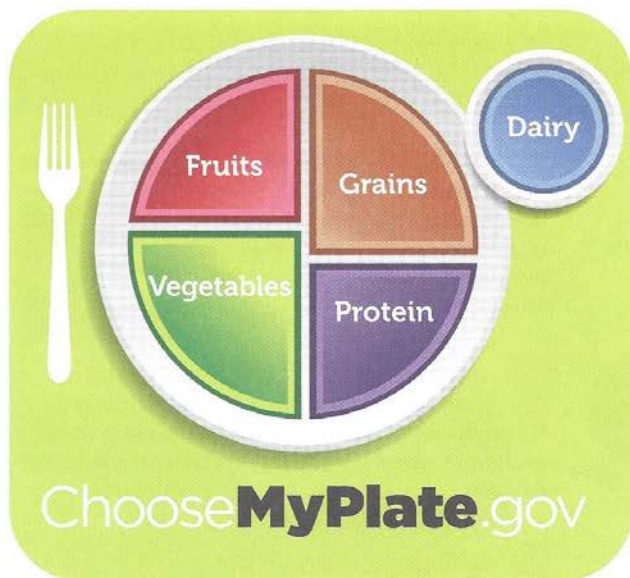 Dairy
Fruits
Grains
Vegetables
Protein
ChooseMyPlate.gov